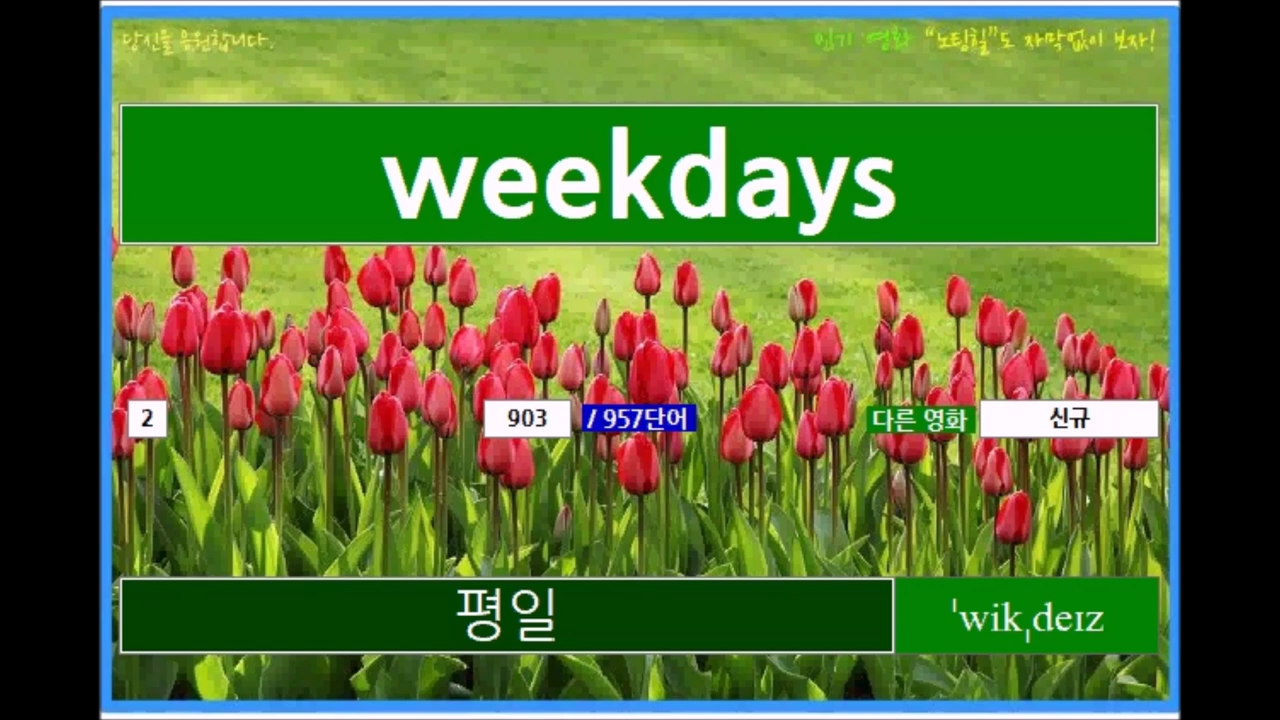 당신을 응원합니다.
인기 영화 “노팅힐”도 자막없이 보자!
weekdays
2
903
/ 957단어
다른 영화
신규
평일
ˈwikˌdeɪz